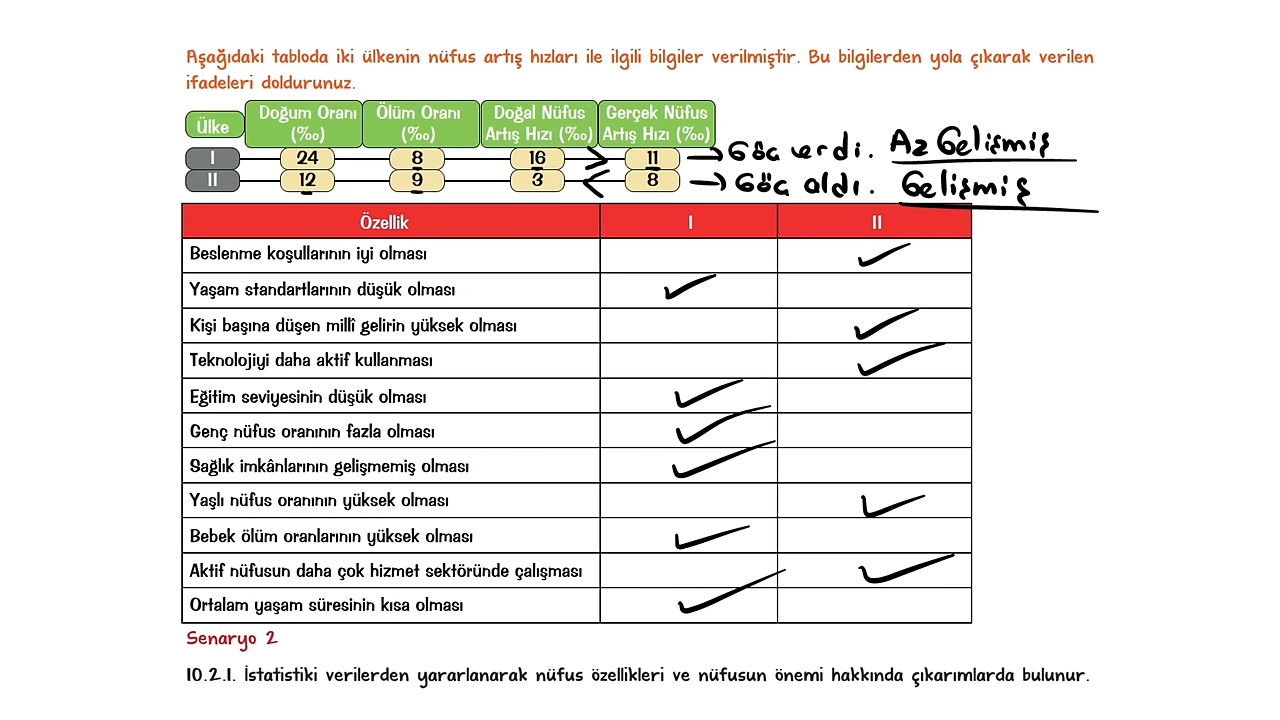 Aşağıdaki tabloda iki ülkenin nüfus artış hızları ile ilgili bilgiler verilmiştir. Bu bilgilerden yola çıkarak verilen
ifadeleri doldurunuz.
Ülke Doğum Oranı (‰) Ölüm Oranı (‰) Doğal Nüfus Artış Hızı (‰) Gerçek Nüfus Artış Hızı (‰)
I 24 8 16 > 11 → Göç verdi. Az Gelişmiş
II 12 9 3 < 8 → Göç aldı. Gelişmiş
Özellik I II
Beslenme koşullarının iyi olması ✓
Yaşam standartlarının düşük olması ✓
Kişi başına düşen millî gelirin yüksek olması ✓
Teknolojiyi daha aktif kullanması ✓
Eğitim seviyesinin düşük olması ✓
Genç nüfus oranının fazla olması ✓
Sağlık imkânlarının gelişmemiş olması ✓
Yaşlı nüfus oranının yüksek olması ✓
Bebek ölüm oranlarının yüksek olması ✓
Aktif nüfusun daha çok hizmet sektöründe çalışması ✓
Ortalam yaşam süresinin kısa olması ✓
Senaryo 2
10.2.1. İstatistiki verilerden yararlanarak nüfus özellikleri ve nüfusun önemi hakkında çıkarımlarda bulunur.